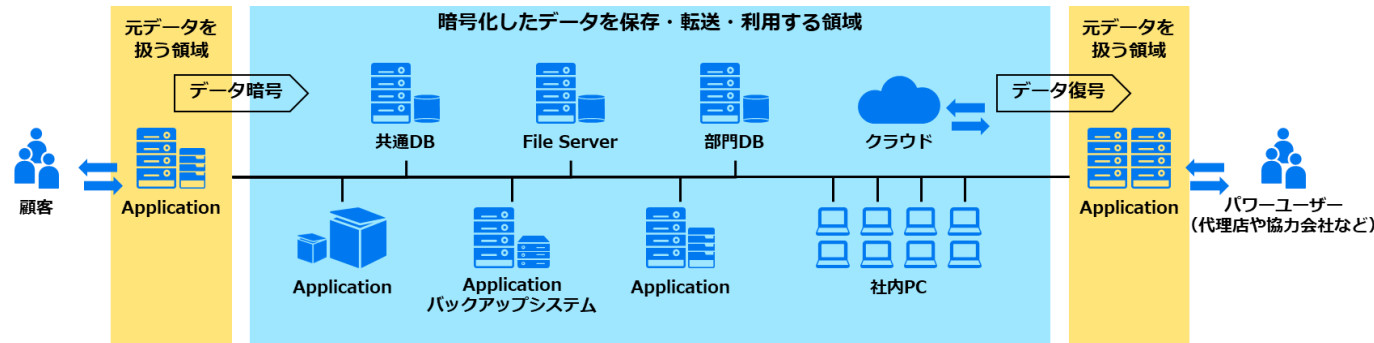 元データを
扱う領域
暗号化したデータを保存・転送・利用する領域
元データを
扱う領域
データ暗号
データ復号
共通DB
File Server
部門DB
クラウド
顧客
Application
Application
パワーユーザー
（代理店や協力会社など）
Application
Application
バックアップシステム
Application
社内PC